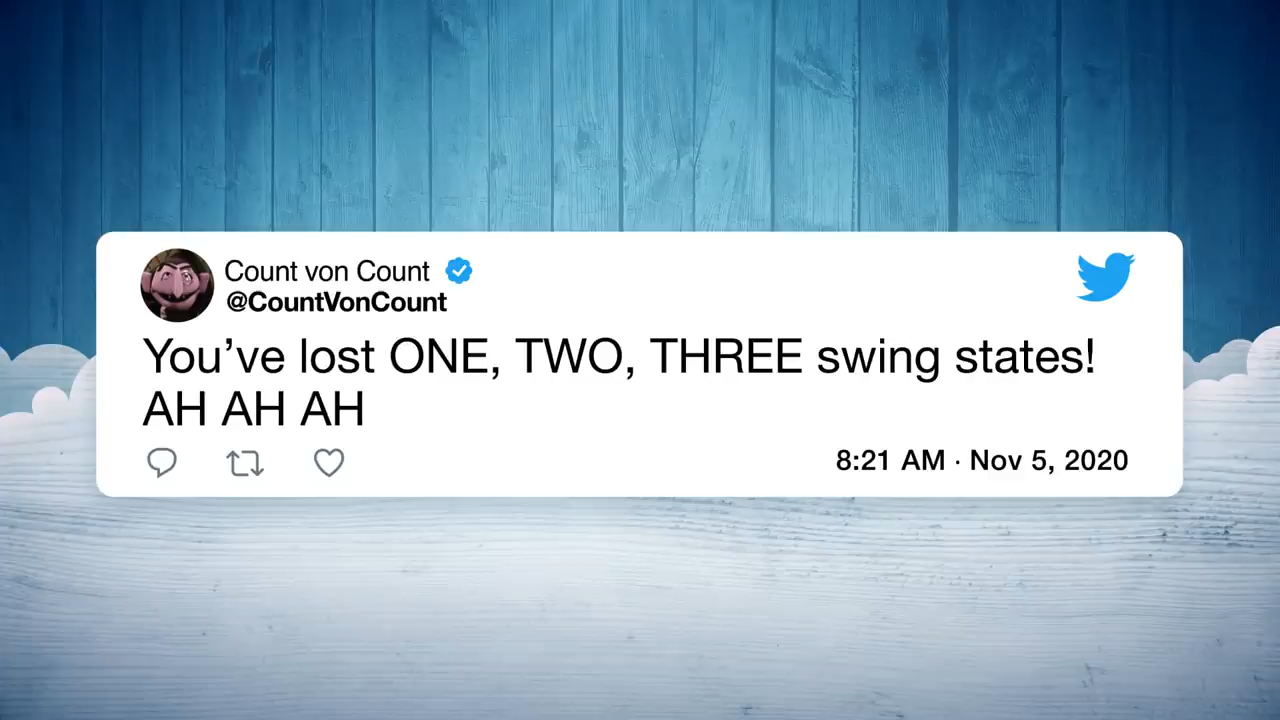 Count von Count
@CountVonCount
You’ve lost ONE, TWO, THREE swing states!
AH AH AH
8:21 AM · Nov 5, 2020